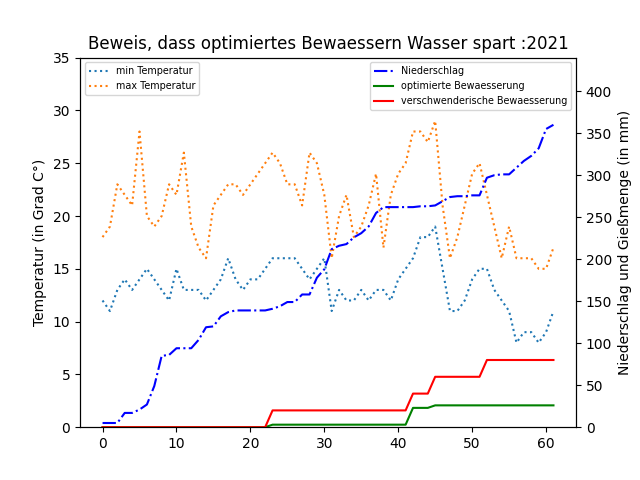 Beweis, dass optimiertes Bewaessern Wasser spart :2021
min Temperatur
max Temperatur
Niederschlag
optimierte Bewaesserung
verschwenderische Bewaesserung
Temperatur (in Grad C°)
35
30
25
20
15
10
5
0
400
350
300
250
200
150
100
50
0
Niederschlag und Gießmenge (in mm)
0 10 20 30 40 50 60